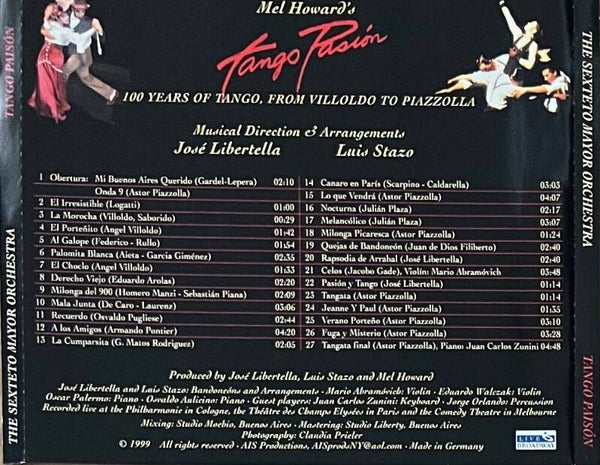 Mel Howard's
Tango Pasión
100 YEARS OF TANGO, FROM VILLOLDO TO PIAZZOLLA
Musical Direction & Arrangements
José Libertella Luis Stazo
1 Obertura: Mi Buenos Aires Querido (Gardel-Lepera) 02:10
Onda 9 (Astor Piazzolla)
2 El Irresistible (Logatti) 01:00
3 La Morocha (Villoldo, Saborido) 00:29
4 El Porteñito (Angel Villoldo) 01:42
5 Al Galope (Federico - Rullo) 01:54
6 Palomita Blanca (Aieta - Garcia Giménez) 02:35
7 El Choclo (Angel Villoldo) 01:33
8 Derecho Viejo (Eduardo Arolas) 02:20
9 Milonga del 900 (Homero Manzi - Sebastián Piana) 02:09
10 Mala Junta (De Caro - Laurenz) 03:06
11 Recuerdo (Osvaldo Pugliese) 02:44
12 A los Amigos (Armando Pontier) 04:20
13 La Cumparsita (G. Matos Rodriguez) 02:05
14 Canaro en París (Scarpino - Caldarella) 03:03
15 Lo que Vendrá (Astor Piazzolla) 04:07
16 Nocturna (Julián Plaza) 02:17
17 Melancólico (Julián Plaza) 03:07
18 Milonga Picaresca (Astor Piazzolla) 01:24
19 Quejas de Bandoneón (Juan de Dios Filiberto) 02:40
20 Rapsodia de Arrabal (José Libertella) 02:40
21 Celos (Jacobo Gade), Violín: Mario Abramóvich 03:48
22 Pasión y Tango (José Libertella) 01:14
23 Tangata (Astor Piazzolla) 01:14
24 Jeanne Y Paul (Astor Piazzolla) 01:35
25 Verano Porteño (Astor Piazzolla) 03:10
26 Fuga y Misterio (Astor Piazzolla) 03:28
27 Tangata final (Astor Piazzolla), Piano: Juan Carlos Zunini 04:48
Produced by José Libertella, Luis Stazo and Mel Howard
José Libertella and Luis Stazo: Bandoneóns and Arrangements - Mario Abramóvich: Violin - Eduardo Walczak: Violin
Oscar Palermo: Piano - Osvaldo Aulicino: Piano - Guest players: Juan Carlos Zunini: Keyboard - Jorge Orlando: Percussion
Recorded live at the Philharmonie in Cologne, the Théâtre des Champs Elysées in Paris and the Comedy Theatre in Melbourne
Mixing: Studio Moebio, Buenos Aires - Mastering: Studio Liberty, Buenos Aires
Photography: Claudia Prieler
© 1999 All rights reserved - AIS Productions, AISprodsNY@aol.com - Made in Germany
LIVE
BROADWAY
TANGO PAISÓN
THE SEXTETO MAYOR ORCHESTRA
THE SEXTETO MAYOR ORCHESTRA
TANGO PAISÓN